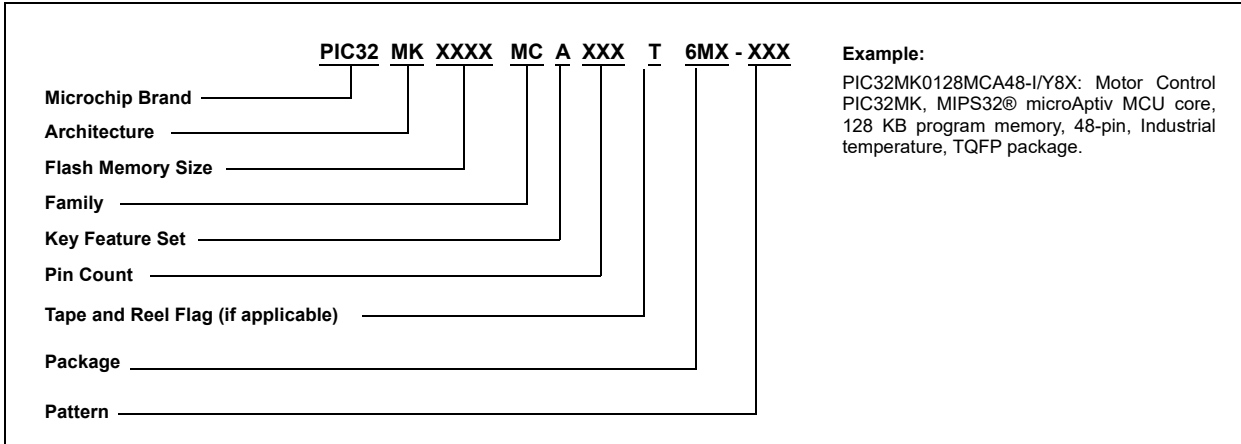 PIC32 MK XXXX MC A XXX T 6MX - XXX
Microchip Brand
Architecture
Flash Memory Size
Family
Key Feature Set
Pin Count
Tape and Reel Flag (if applicable)
Package
Pattern
Example:
PIC32MK0128MCA48-I/Y8X: Motor Control
PIC32MK, MIPS32® microAptiv MCU core,
128 KB program memory, 48-pin, Industrial
temperature, TQFP package.